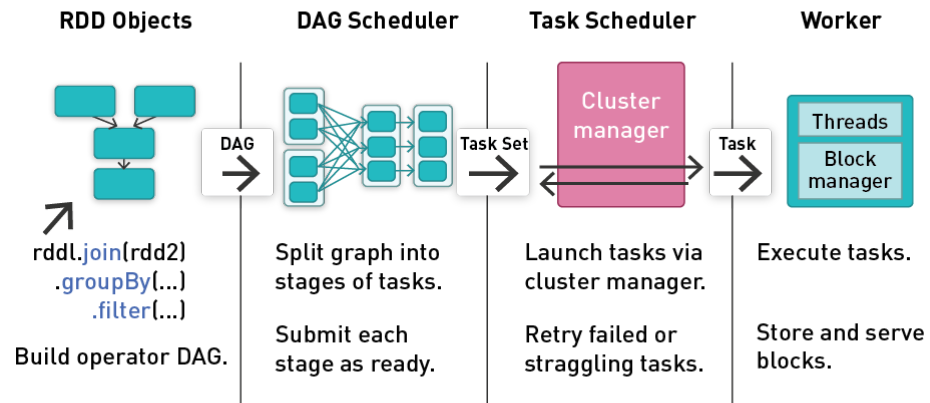 RDD Objects
DAG Scheduler
Task Scheduler
Worker
DAG
Task Set
Cluster
manager
Task
Threads
Block
manager
rddl.join(rdd2)
.groupBy(...)
.filter(...)
Build operator DAG.
Split graph into
stages of tasks.
Submit each
stage as ready.
Launch tasks via
cluster manager.
Retry failed or
straggling tasks.
Execute tasks.
Store and serve
blocks.